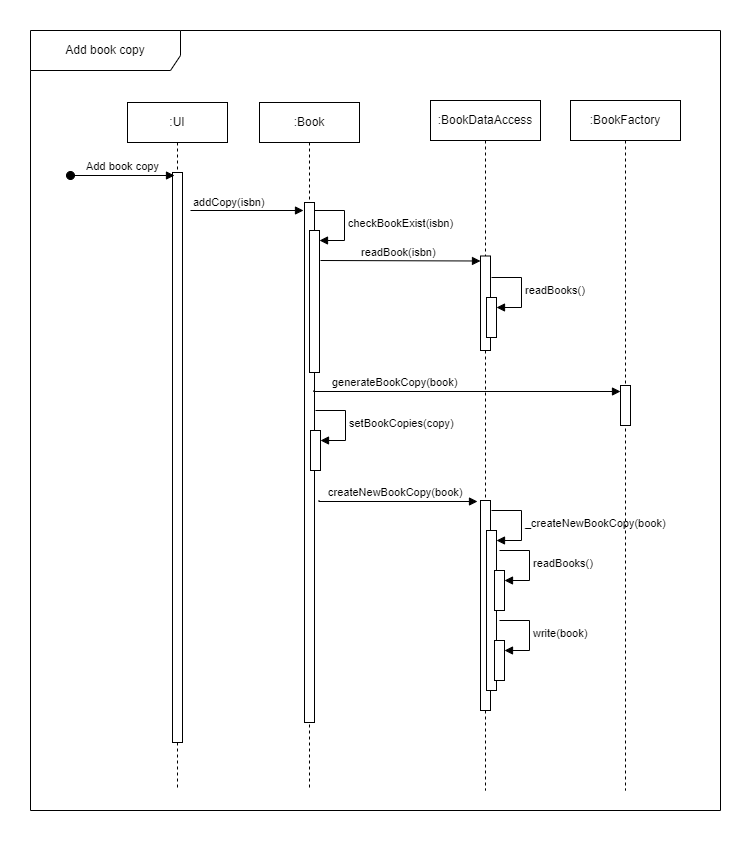 Add book copy
:UI
:Book
:BookDataAccess
:BookFactory
Add book copy
addCopy(isbn)
checkBookExist(isbn)
readBook(isbn)
readBooks()
generateBookCopy(book)
setBookCopies(copy)
createNewBookCopy(book)
_createNewBookCopy(book)
readBooks()
write(book)